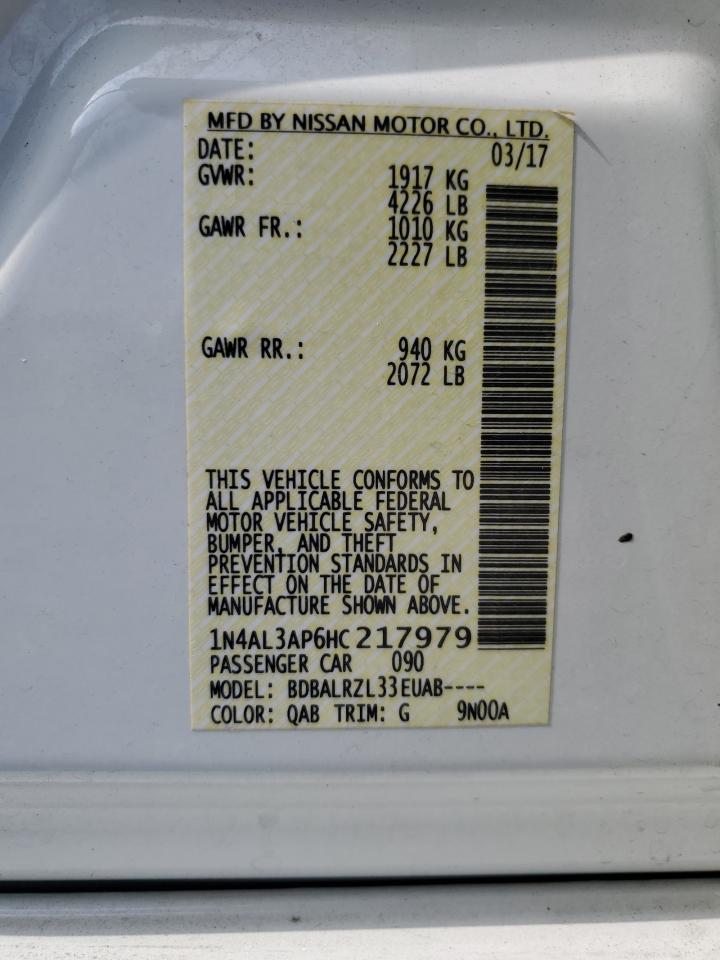 MFD BY NISSAN MOTOR CO., LTD.
DATE: 03/17
GVWR: 1917 KG
4226 LB
GAWR FR.: 1010 KG
2227 LB
GAWR RR.: 940 KG
2072 LB
THIS VEHICLE CONFORMS TO
ALL APPLICABLE FEDERAL
MOTOR VEHICLE SAFETY,
BUMPER, AND THEFT
PREVENTION STANDARDS IN
EFFECT ON THE DATE OF
MANUFACTURE SHOWN ABOVE.
1N4AL3AP6HC217979
PASSENGER CAR 090
MODEL: BDBALRZL33EUAB----
COLOR: QAB TRIM: G 9N00A